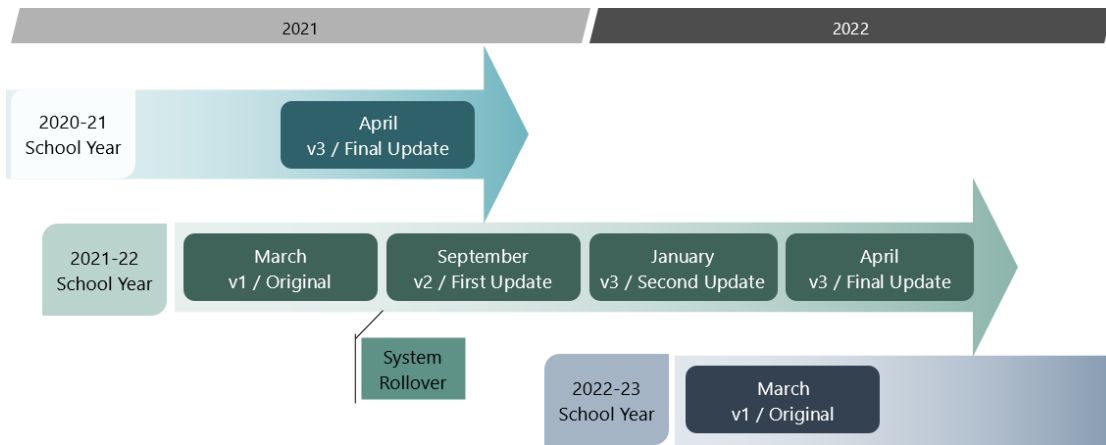 2021
2022
2020-21
School Year
April
v3 / Final Update
2021-22
School Year
March
v1 / Original
September
v2 / First Update
January
v3 / Second Update
April
v3 / Final Update
System
Rollover
2022-23
School Year
March
v1 / Original